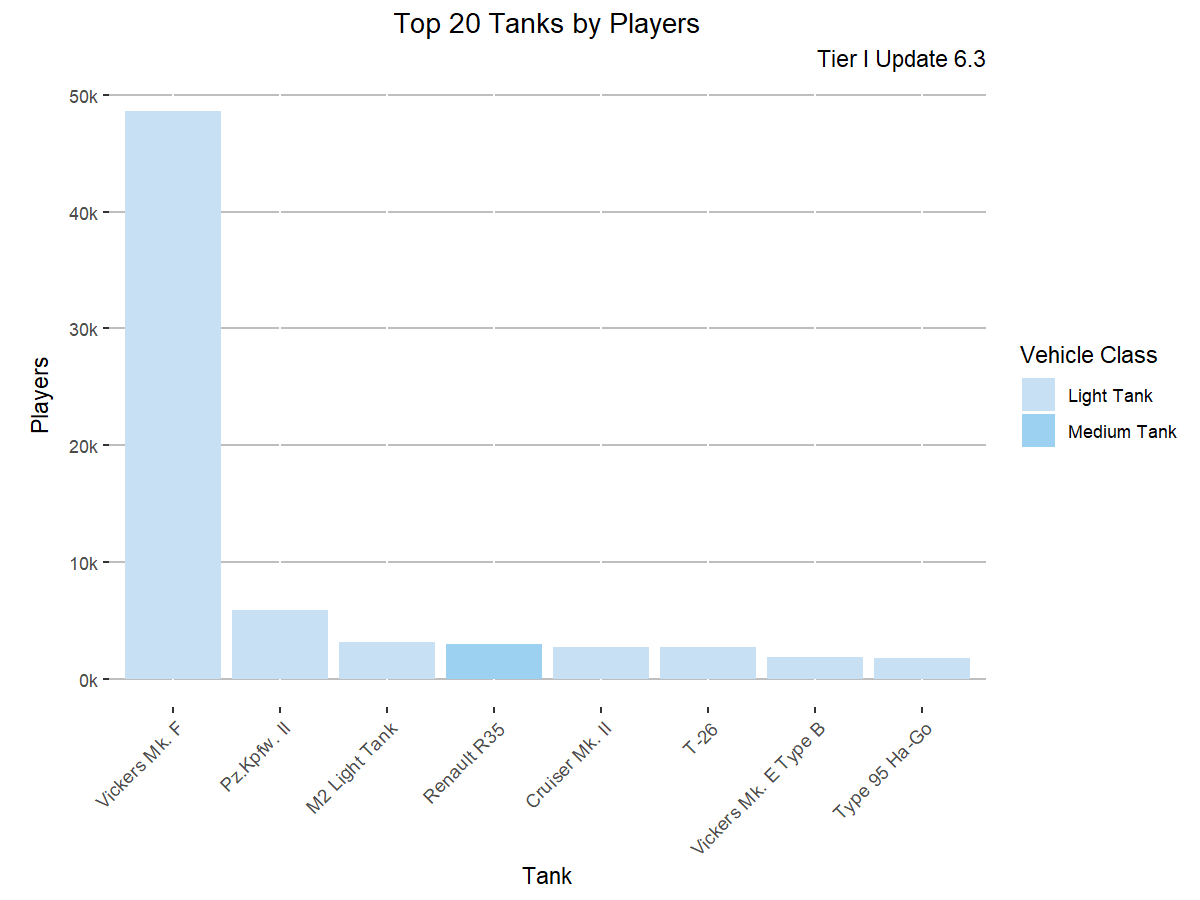 Top 20 Tanks by Players
Tier I Update 6.3
Players
50k
40k
30k
20k
10k
0k
Vickers Mk. F
Pz.Kpfw. II
M2 Light Tank
Renault R35
Cruiser Mk. II
T-26
Vickers Mk. E Type B
Type 95 Ha-Go
Tank
Vehicle Class
Light Tank
Medium Tank